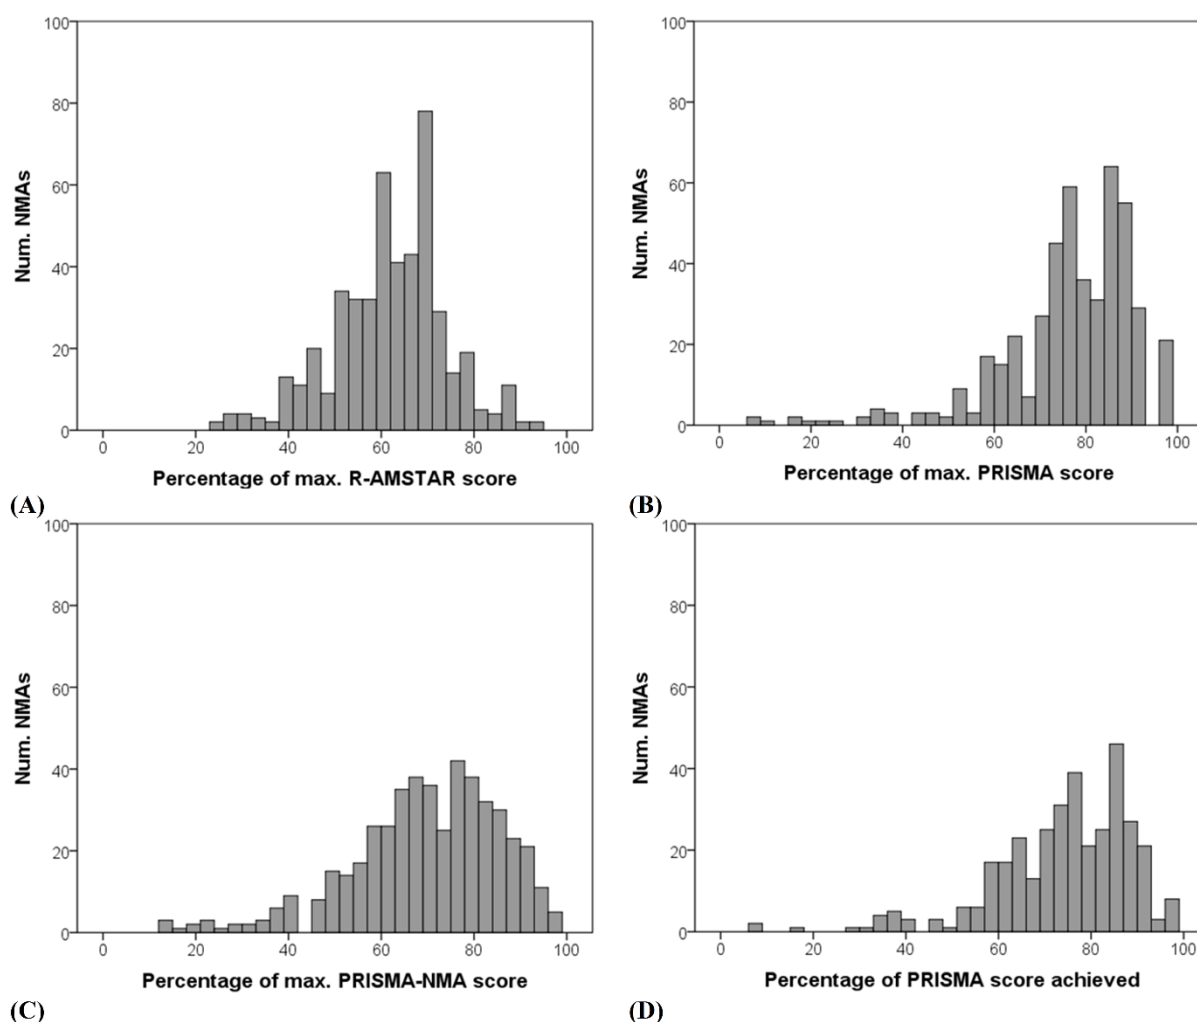 100
80
60
40
20
0
Num. NMAs
0 20 40 60 80 100
Percentage of max. R-AMSTAR score
(A)
100
80
60
40
20
0
Num. NMAs
0 20 40 60 80 100
Percentage of max. PRISMA score
(B)
100
80
60
40
20
0
Num. NMAs
0 20 40 60 80 100
Percentage of max. PRISMA-NMA score
(C)
100
80
60
40
20
0
Num. NMAs
0 20 40 60 80 100
Percentage of PRISMA score achieved
(D)